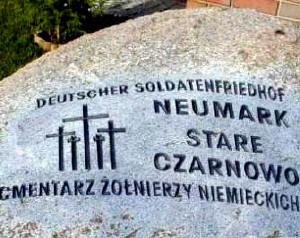 DEUTSCHER SOLDATENFRIEDHOF
NEUMARK
STARE
CZARNOWO
CMENTARZ ŻOŁNIERZY NIEMIECKICH